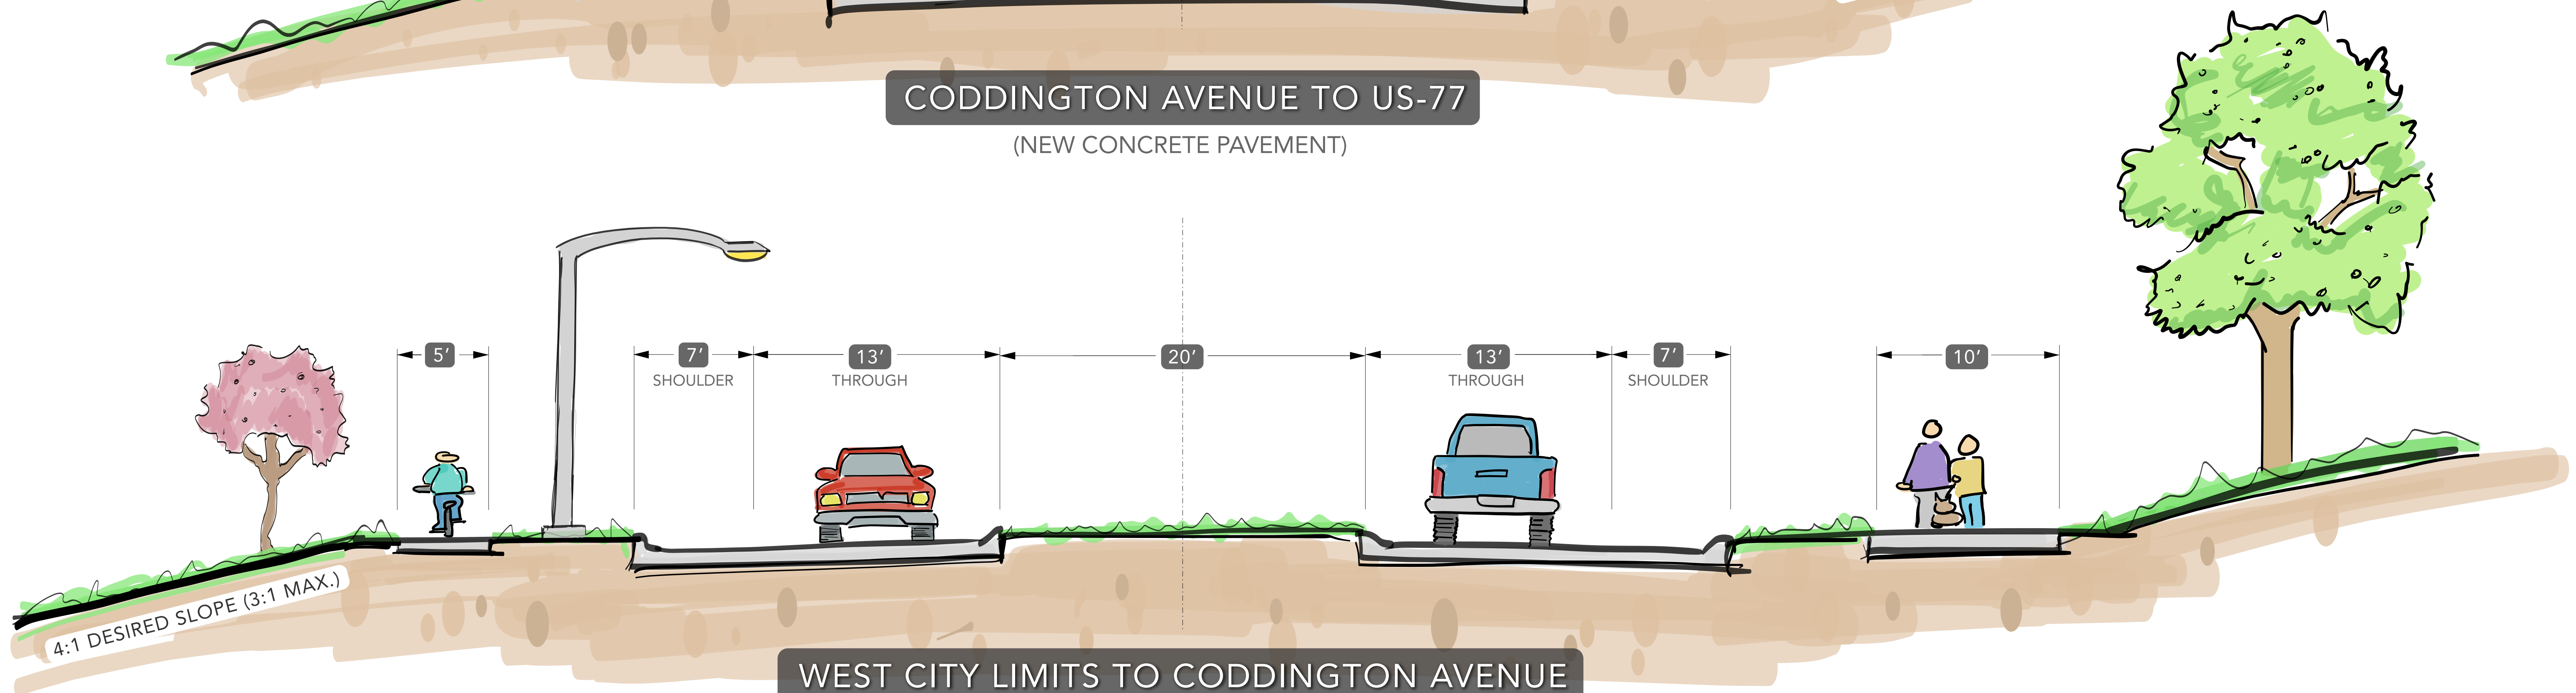 CODDINGTON AVENUE TO US-77
(NEW CONCRETE PAVEMENT)
5’ 7’ 13’ 20’ 13’ 7’ 10’
SHOULDER THROUGH THROUGH SHOULDER
4:1 DESIRED SLOPE (3:1 MAX.)
WEST CITY LIMITS TO CODDINGTON AVENUE